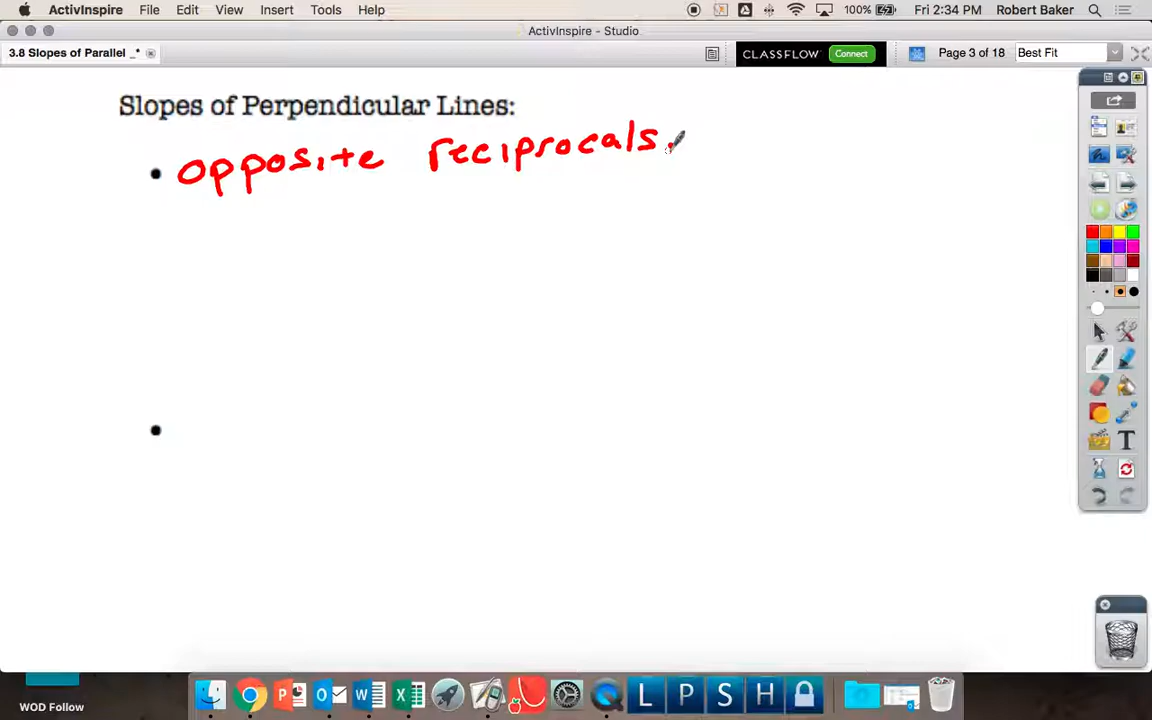 ActivInspire File Edit View Insert Tools Help 100% Fri 2:34 PM Robert Baker
ActivInspire - Studio
3.8 Slopes of Parallel _* CLASSFLOW Connect Page 3 of 18 Best Fit
Slopes of Perpendicular Lines:
• opposite reciprocals.
•
T
L P S H
WOD Follow